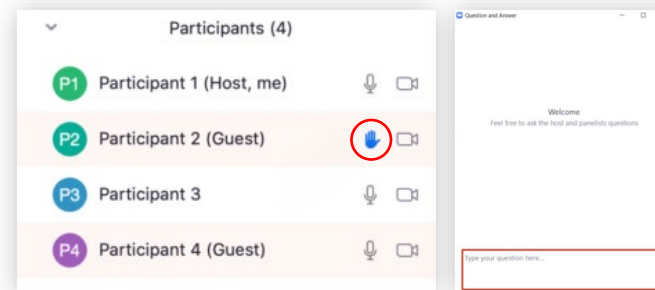 Participants (4)
P1 Participant 1 (Host, me)
P2 Participant 2 (Guest)
P3 Participant 3
P4 Participant 4 (Guest)
Question and Answer
Welcome
Feel free to ask the host and panelists questions
Type your question here...